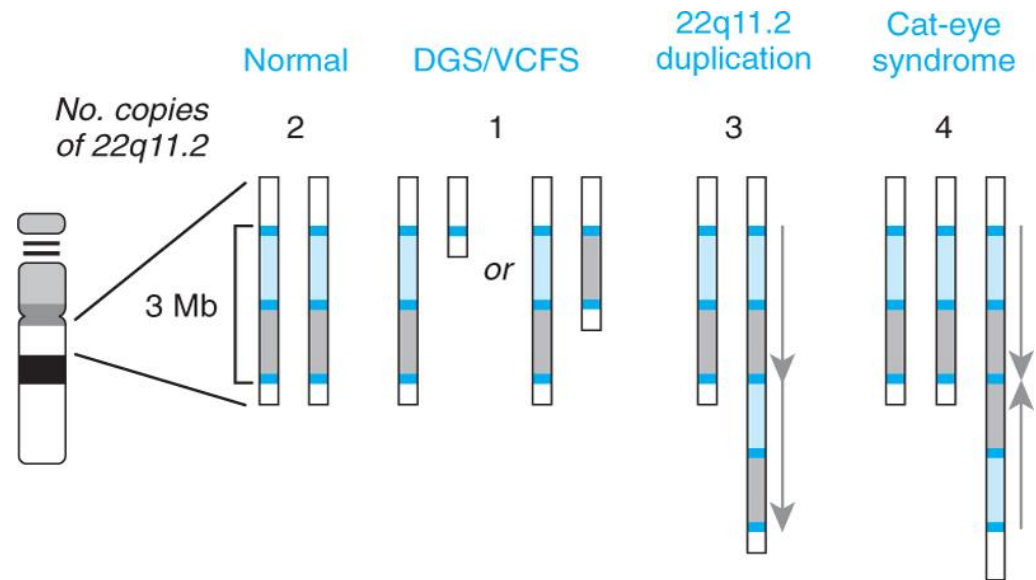 Normal
DGS/VCFS
22q11.2
duplication
Cat-eye
syndrome
No. copies
of 22q11.2
2
1
3
4
3 Mb
or